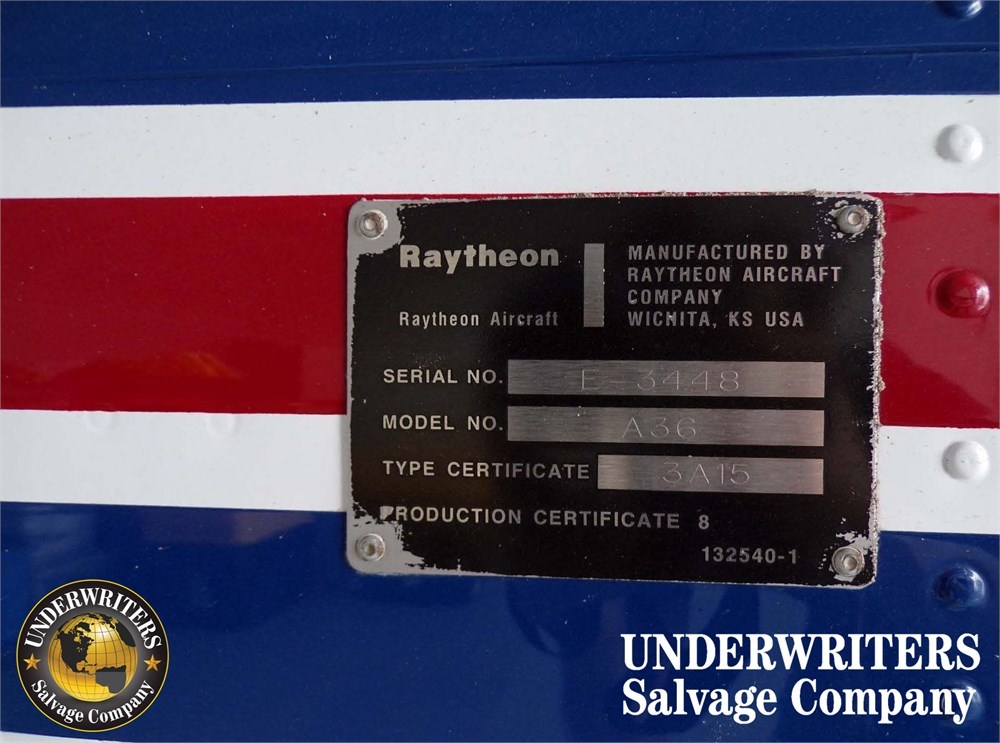 Raytheon
Raytheon Aircraft
MANUFACTURED BY
RAYTHEON AIRCRAFT
COMPANY
WICHITA, KS USA
SERIAL NO. E-3448
MODEL NO. A36
TYPE CERTIFICATE 3A15
PRODUCTION CERTIFICATE 8
132540-1
UNDERWRITERS
Salvage Company
UNDERWRITERS
Salvage Company